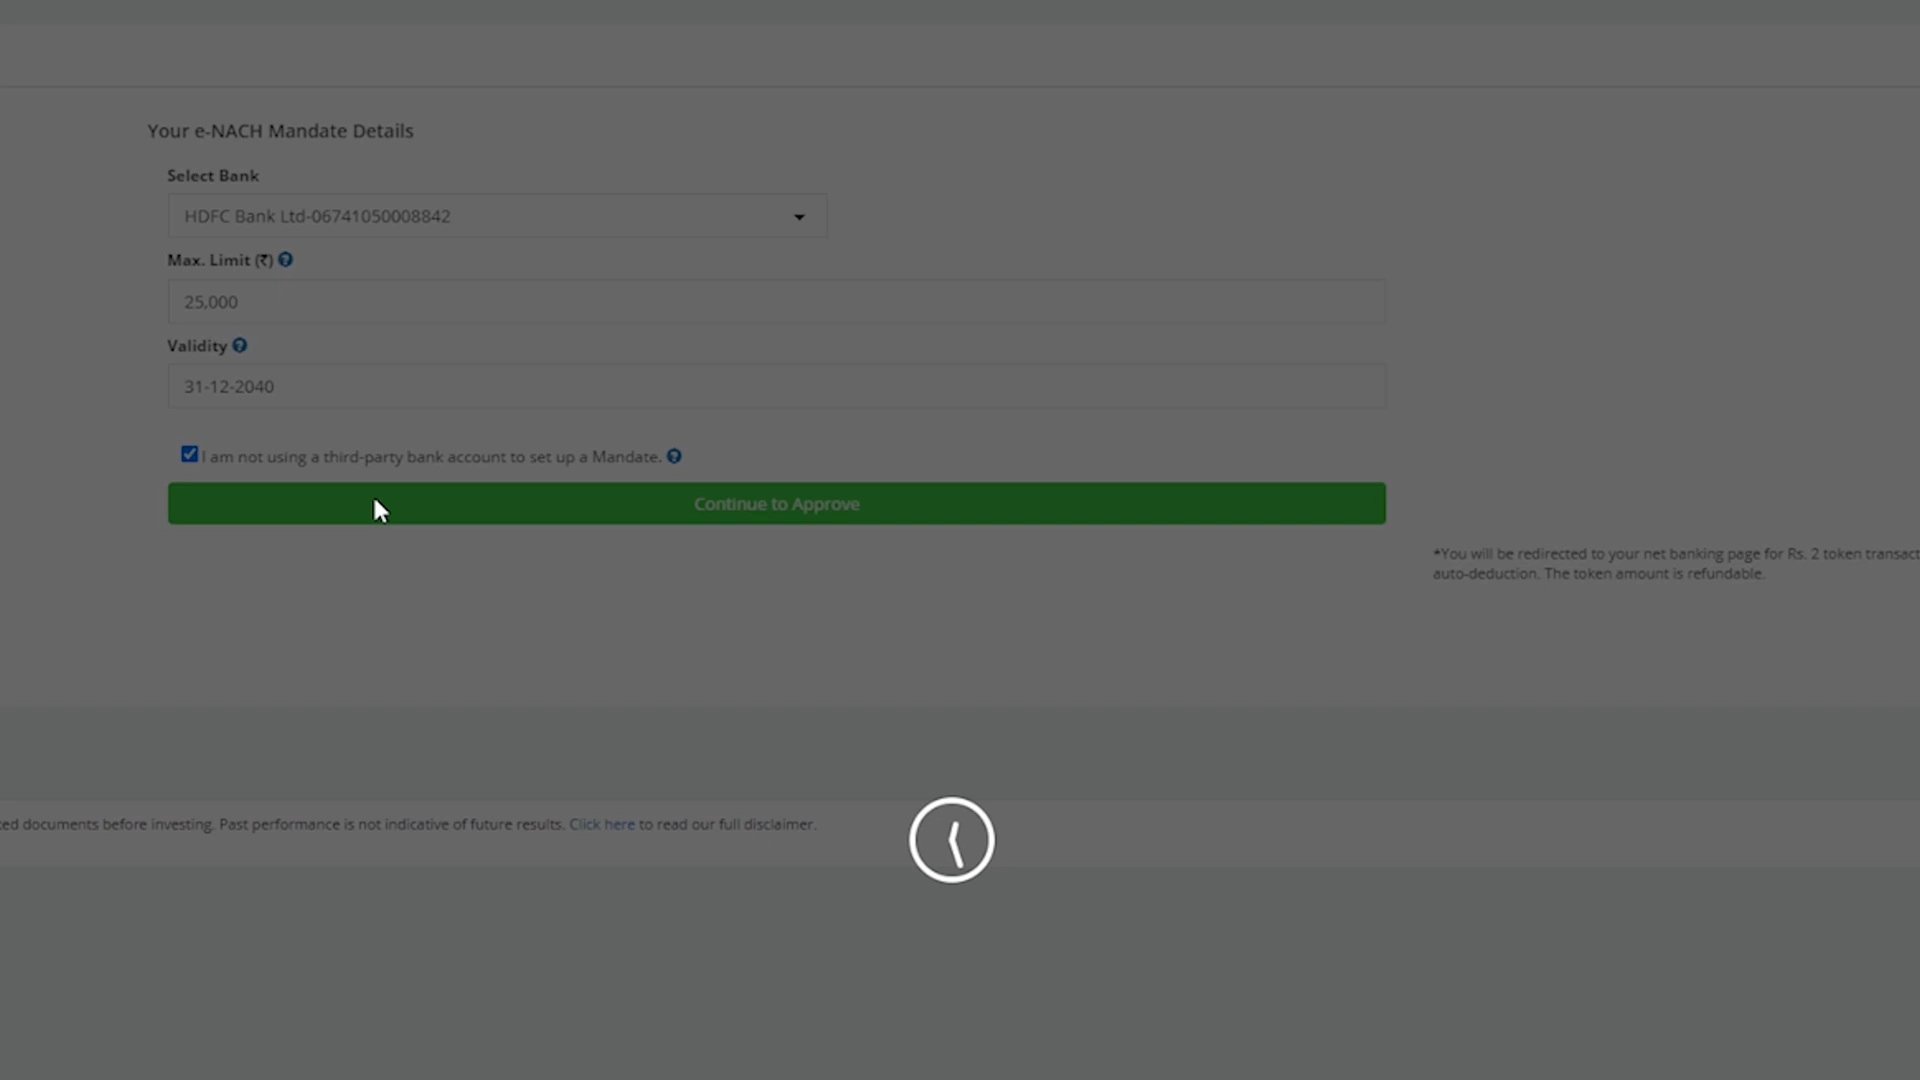 Your e-NACH Mandate Details
Select Bank
HDFC Bank Ltd-06741050008842
Max. Limit (₹)
25,000
Validity
31-12-2040
I am not using a third-party bank account to set up a Mandate.
Continue to Approve
*You will be redirected to your net banking page for Rs. 2 token transact
auto-deduction. The token amount is refundable.
ted documents before investing. Past performance is not indicative of future results. Click here to read our full disclaimer.